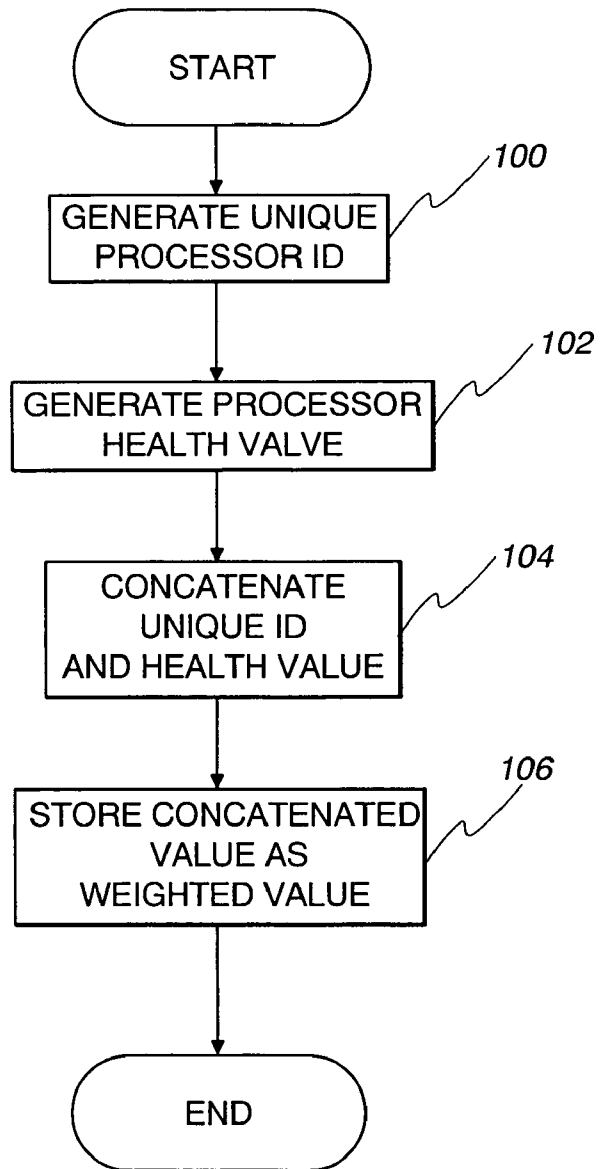 START
100
GENERATE UNIQUE
PROCESSOR ID
102
GENERATE PROCESSOR
HEALTH VALVE
104
CONCATENATE
UNIQUE ID
AND HEALTH VALUE
106
STORE CONCATENATED
VALUE AS
WEIGHTED VALUE
END